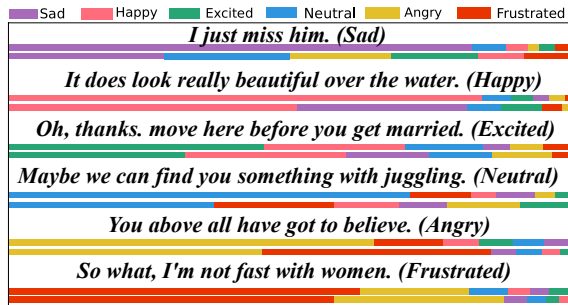 Sad Happy Excited Neutral Angry Frustrated
I just miss him. (Sad)
It does look really beautiful over the water. (Happy)
Oh, thanks. move here before you get married. (Excited)
Maybe we can find you something with juggling. (Neutral)
You above all have got to believe. (Angry)
So what, I'm not fast with women. (Frustrated)